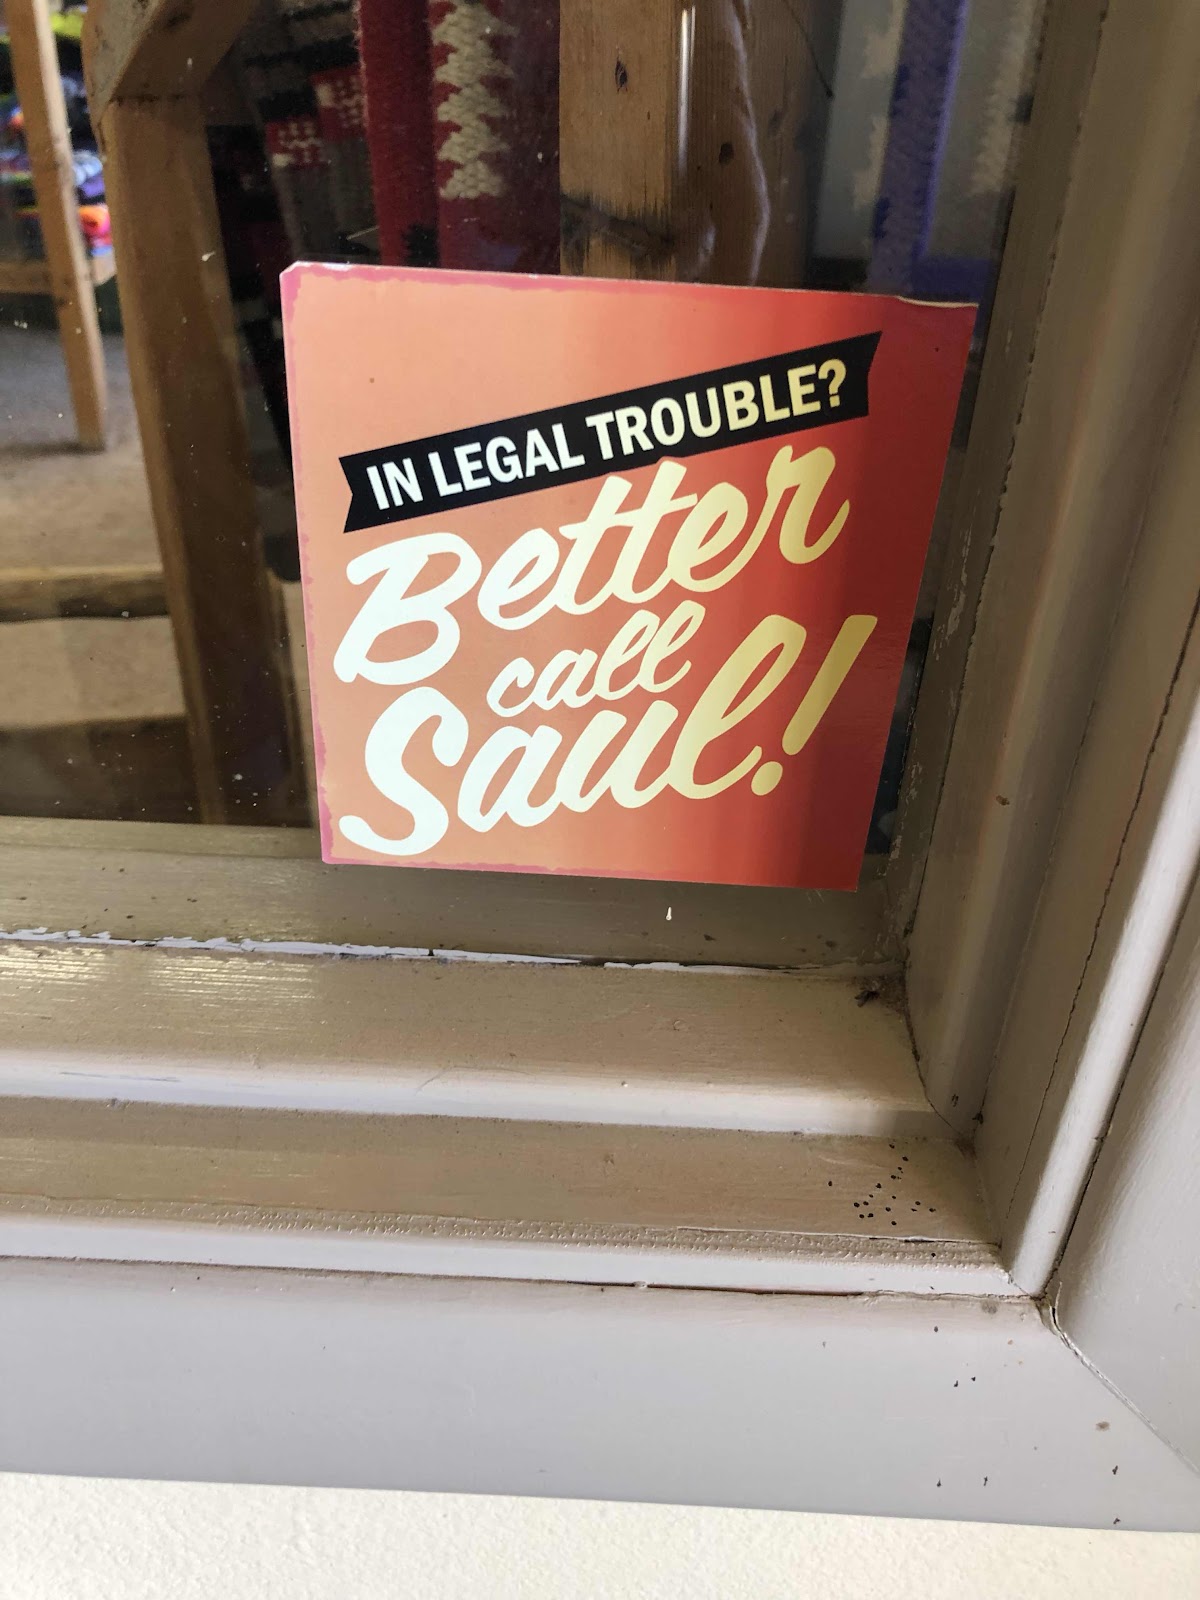 IN LEGAL TROUBLE?
Better
call
Saul!